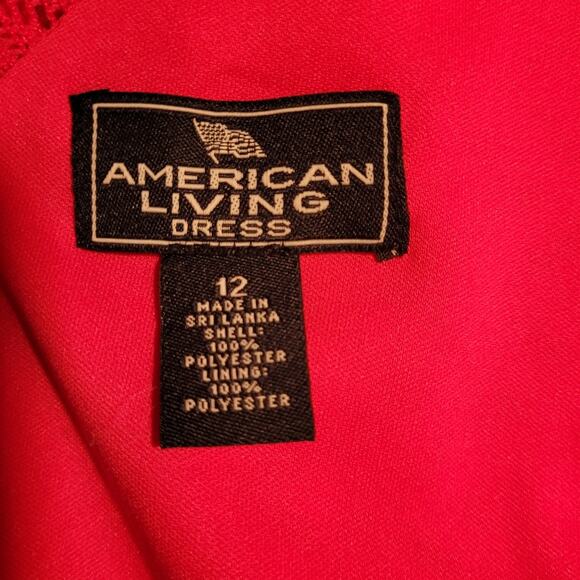 AMERICAN
LIVING
DRESS
12
MADE IN
SRI LANKA
SHELL:
100%
POLYESTER
LINING:
100%
POLYESTER